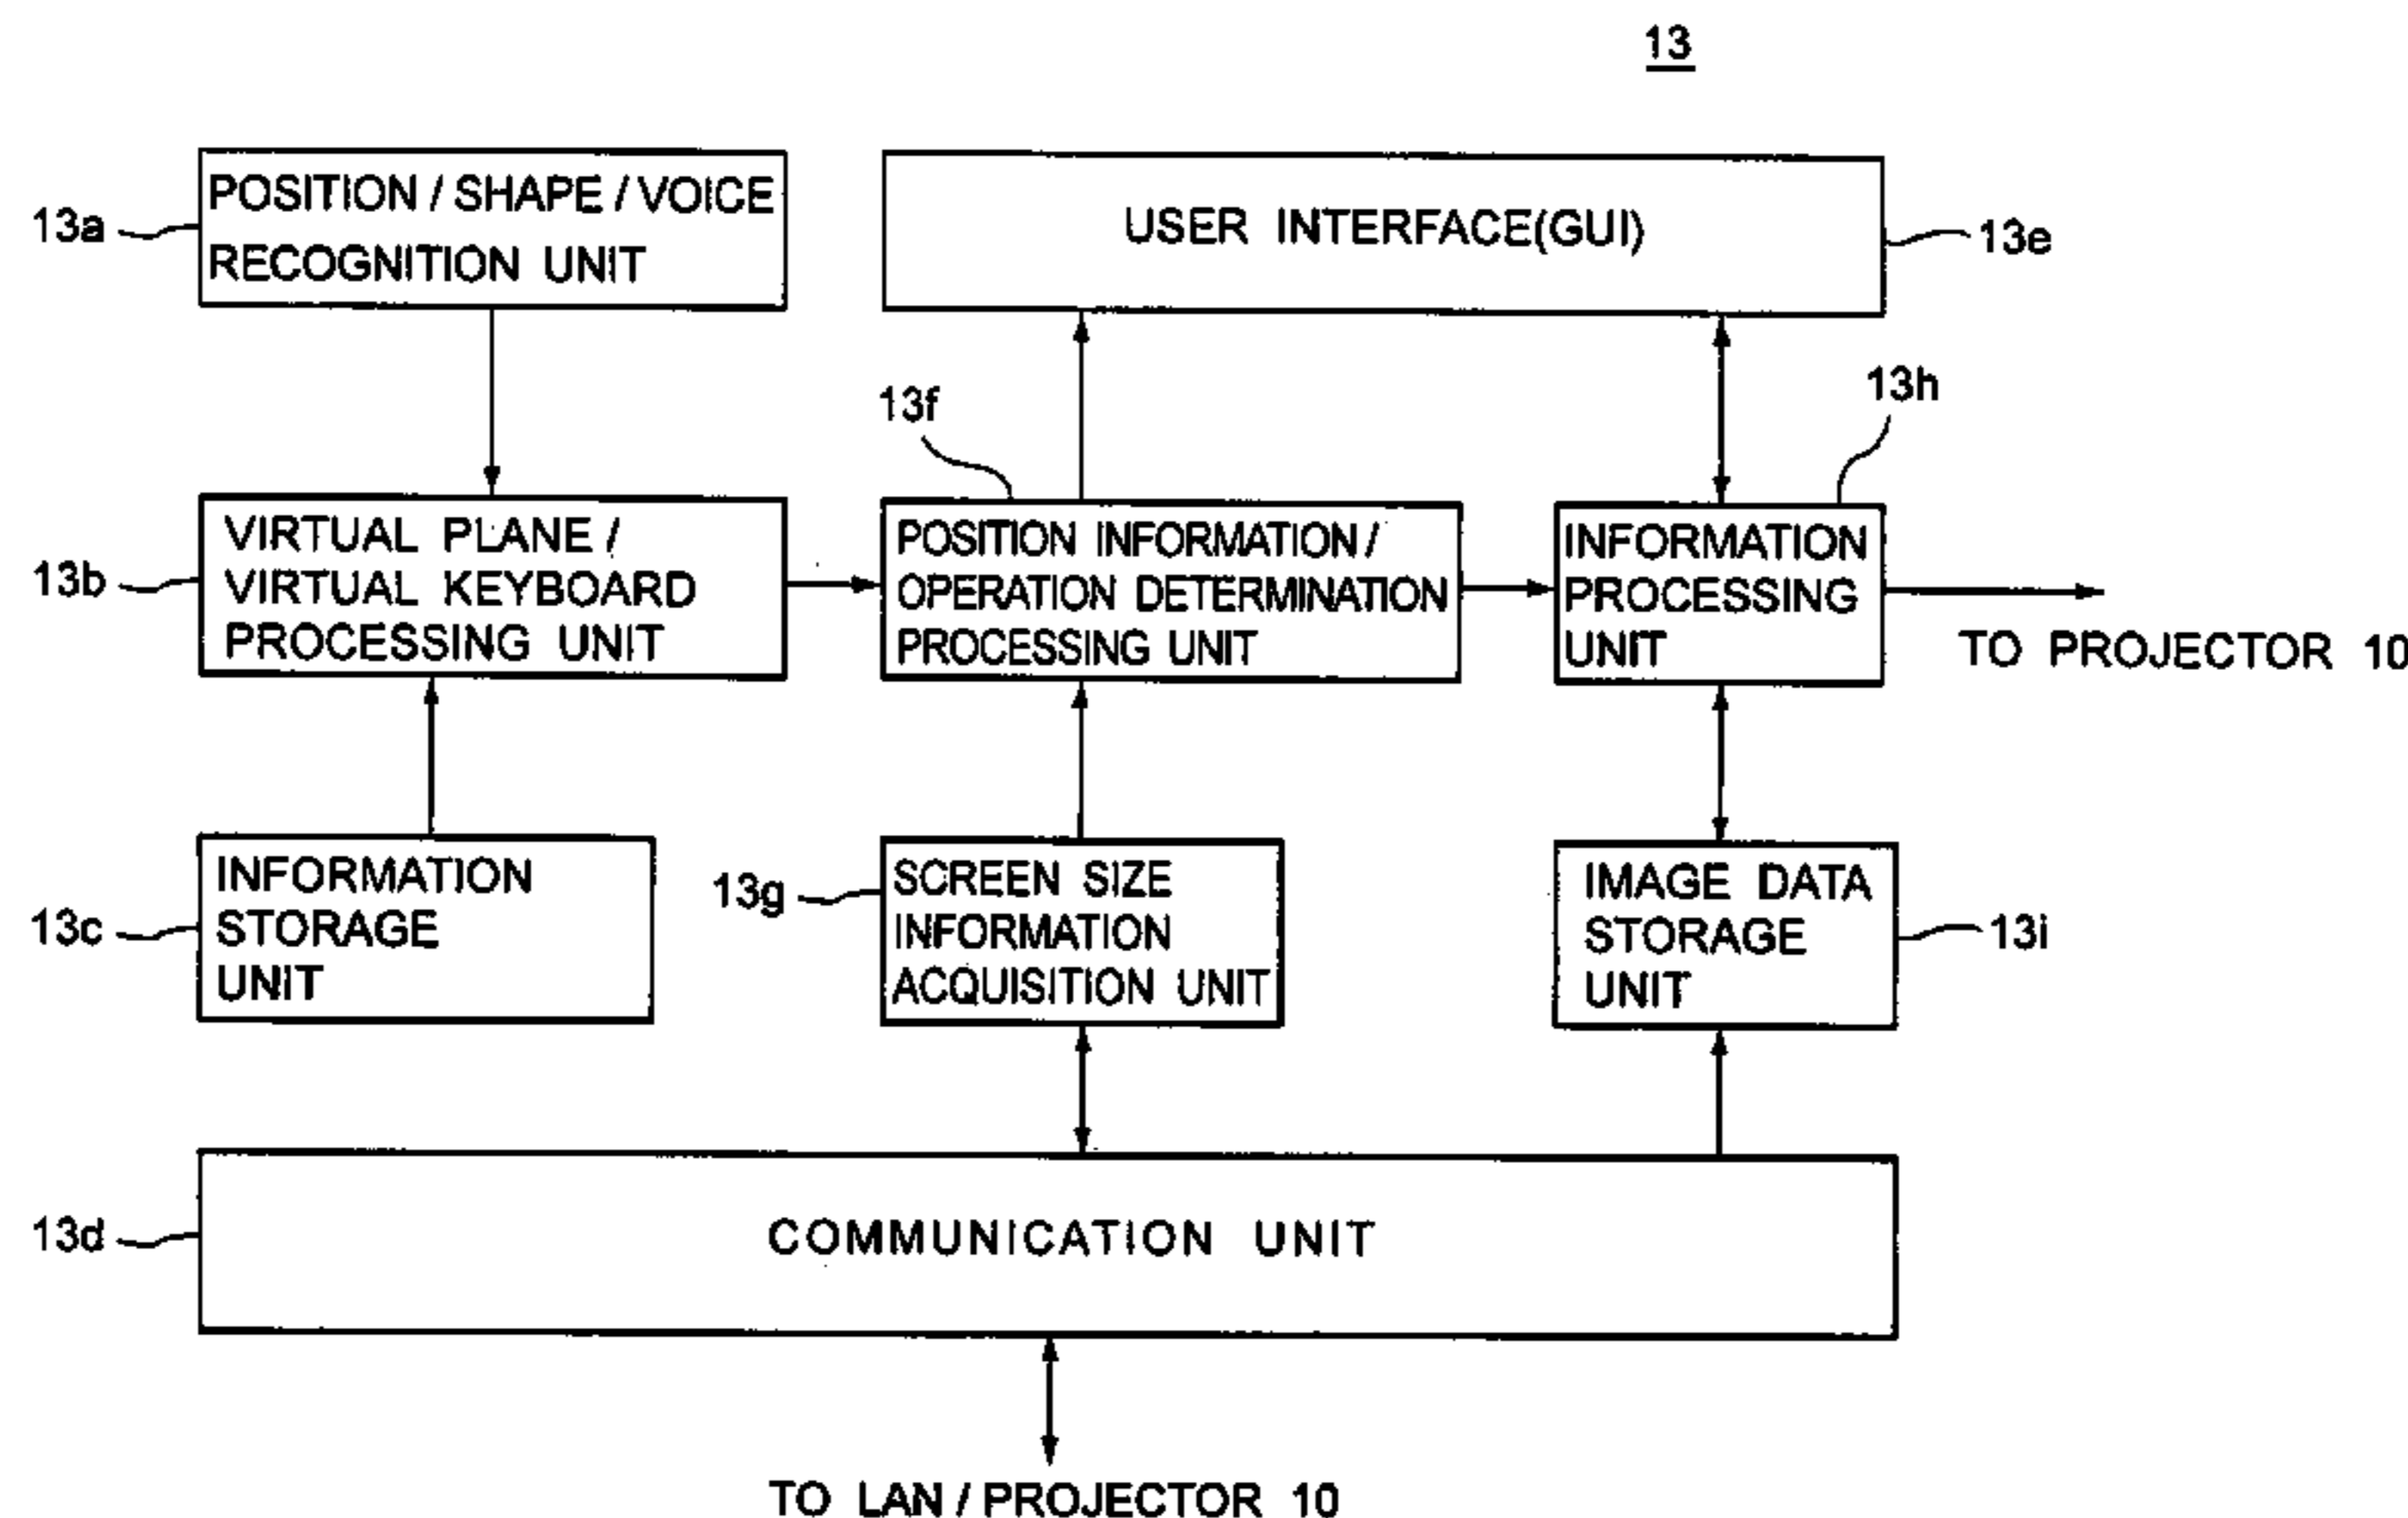 13
POSITION / SHAPE / VOICE
RECOGNITION UNIT
13a
USER INTERFACE(GUI)
13e
13f
13h
VIRTUAL PLANE /
VIRTUAL KEYBOARD
PROCESSING UNIT
13b
POSITION INFORMATION /
OPERATION DETERMINATION
PROCESSING UNIT
INFORMATION
PROCESSING
UNIT
TO PROJECTOR 10
INFORMATION
STORAGE
UNIT
13c
13g
SCREEN SIZE
INFORMATION
ACQUISITION UNIT
IMAGE DATA
STORAGE
UNIT
13i
13d
COMMUNICATION UNIT
TO LAN / PROJECTOR 10